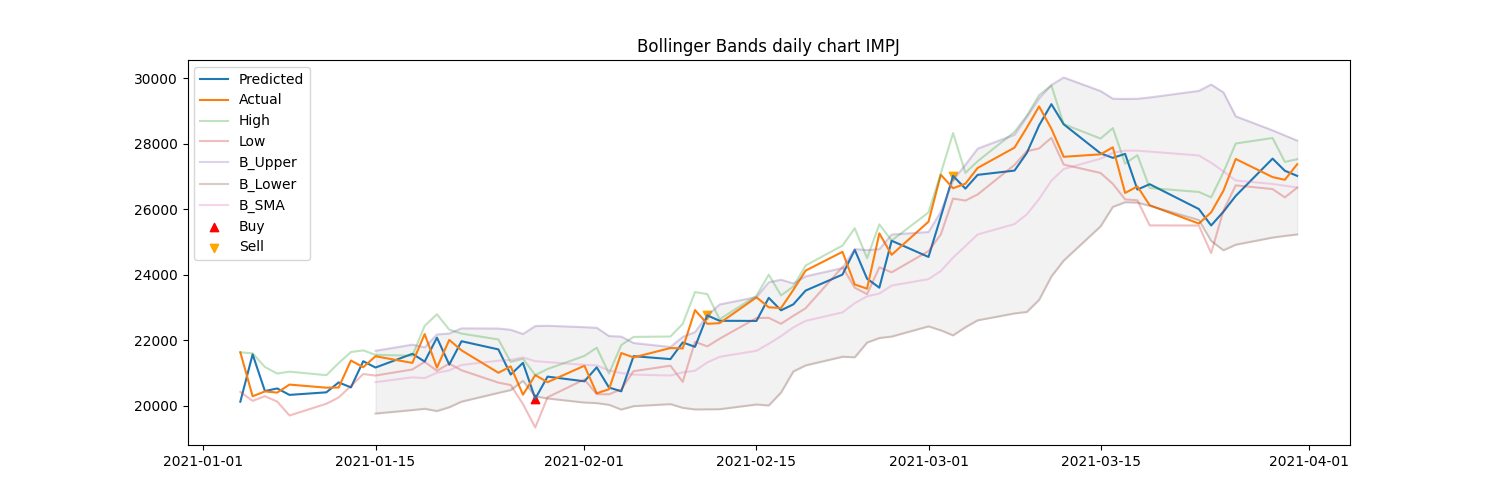 Bollinger Bands daily chart IMPJ
30000
28000
26000
24000
22000
20000
Predicted
Actual
High
Low
B_Upper
B_Lower
B_SMA
Buy
Sell
2021-01-01
2021-01-15
2021-02-01
2021-02-15
2021-03-01
2021-03-15
2021-04-01